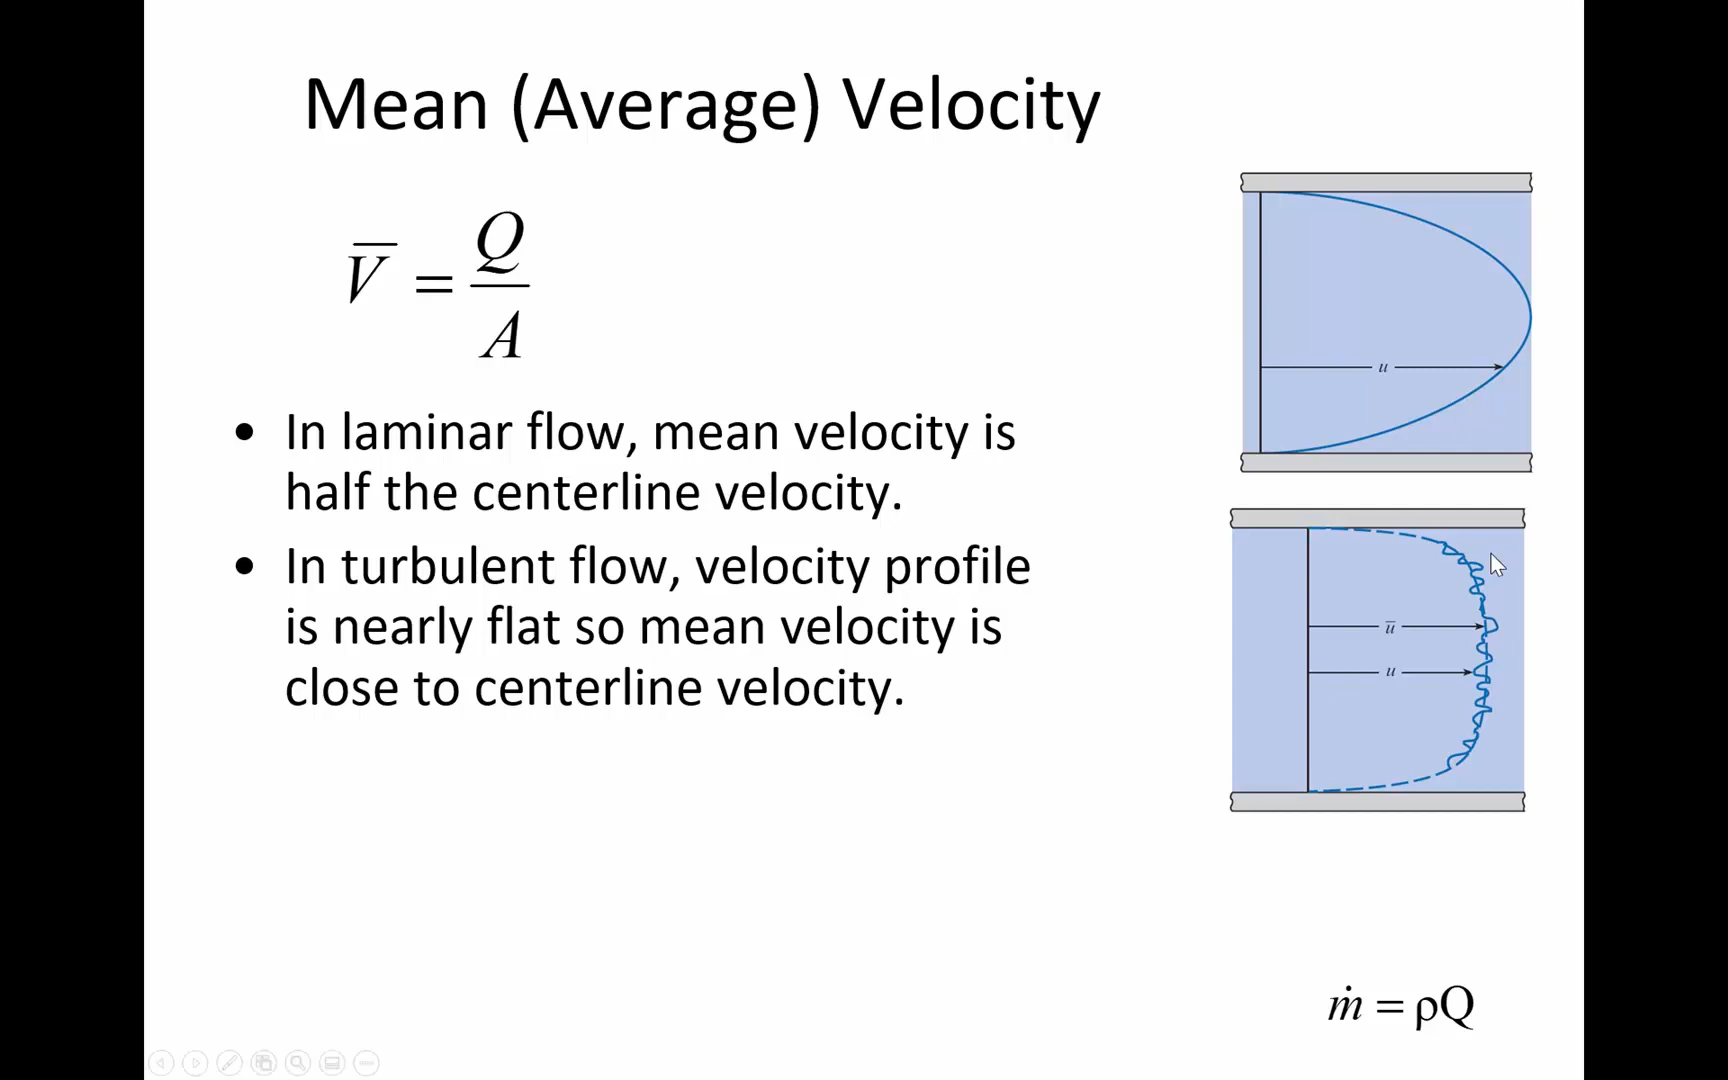 Mean (Average) Velocity
V̅ = Q / A
• In laminar flow, mean velocity is
half the centerline velocity.
• In turbulent flow, velocity profile
is nearly flat so mean velocity is
close to centerline velocity.
u
u̅
u
ṁ = ρQ